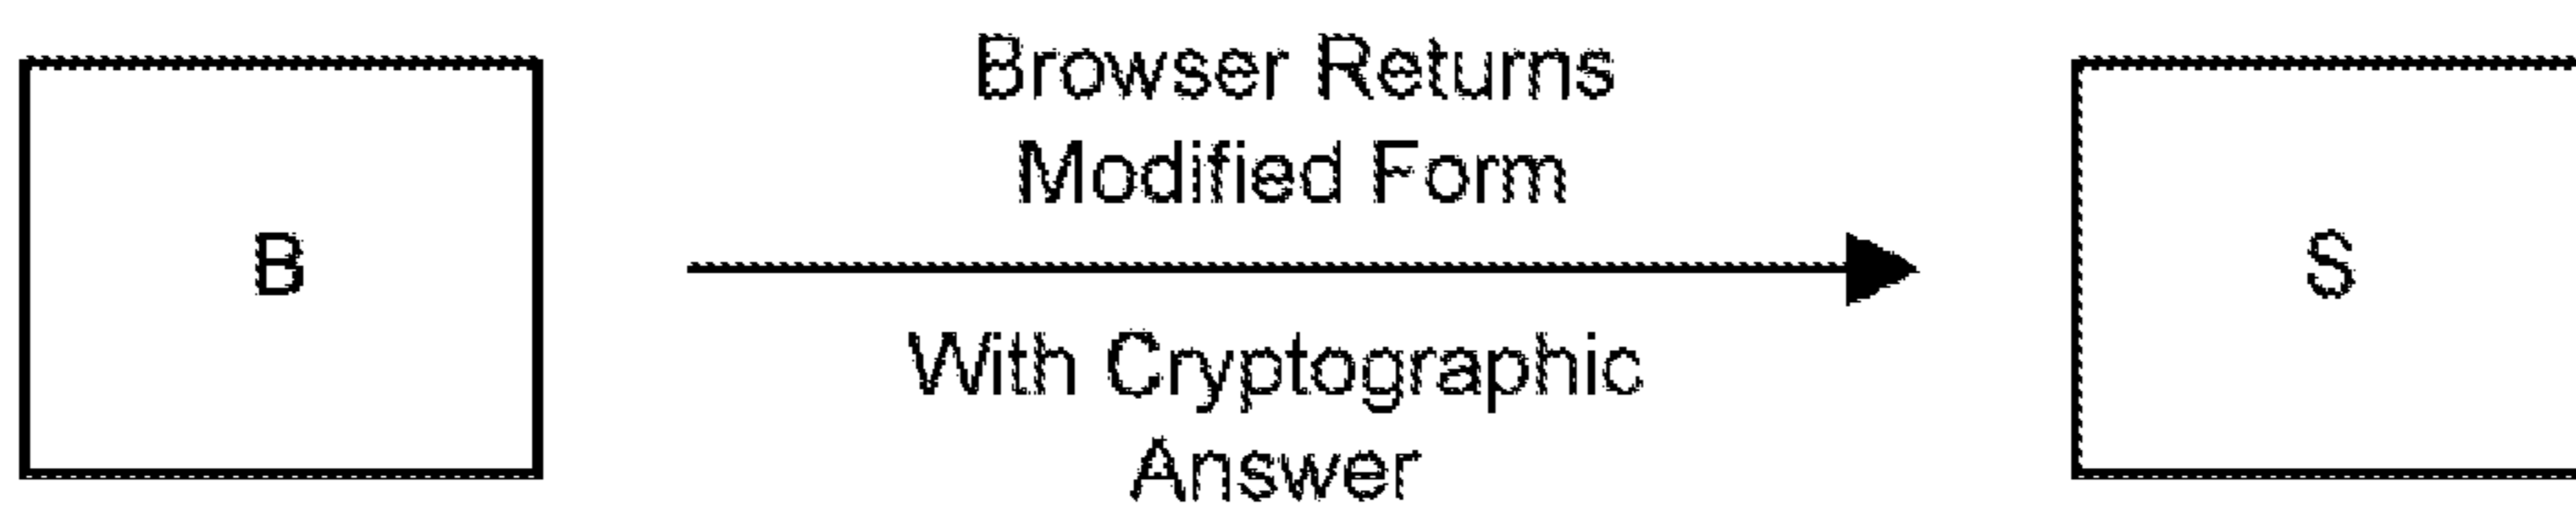 Browser Returns
Modified Form
B
S
With Cryptographic
Answer